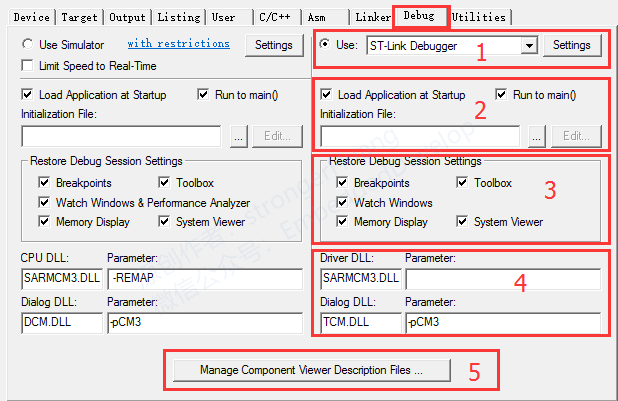 Device Target Output Listing User C/C++ Asm Linker Debug Utilities
Use Simulator with restrictions Settings
Limit Speed to Real-Time
Use: ST-Link Debugger Settings
1
Load Application at Startup Run to main()
Initialization File:
... Edit...
Load Application at Startup Run to main()
Initialization File:
... Edit...
2
Restore Debug Session Settings
Breakpoints Toolbox
Watch Windows & Performance Analyzer
Memory Display System Viewer
Restore Debug Session Settings
Breakpoints Toolbox
Watch Windows
Memory Display System Viewer
3
CPU DLL: Parameter:
SARMCM3.DLL -REMAP
Dialog DLL: Parameter:
DCM.DLL -pCM3
Driver DLL: Parameter:
SARMCM3.DLL
Dialog DLL: Parameter:
TCM.DLL -pCM3
4
Manage Component Viewer Description Files ...
5